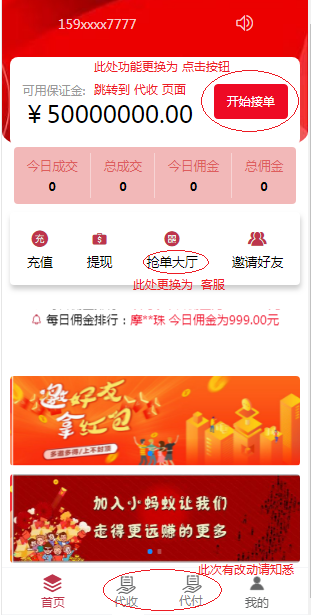 159xxxx7777
此处功能更换为 点击按钮
可用保证金: 跳转到 代收 页面
￥50000000.00
开始接单
今日成交 总成交 今日佣金 总佣金
0 0 0 0
充
充值 提现 抢单大厅 邀请好友
此处更换为 客服
每日佣金排行：摩**珠 今日佣金为999.00元
邀好友
拿红包
多邀多得/上不封顶
加入小蚂蚁让我们
走得更远赚的更多
此次有改动请知悉
首页 代收 代付 我的